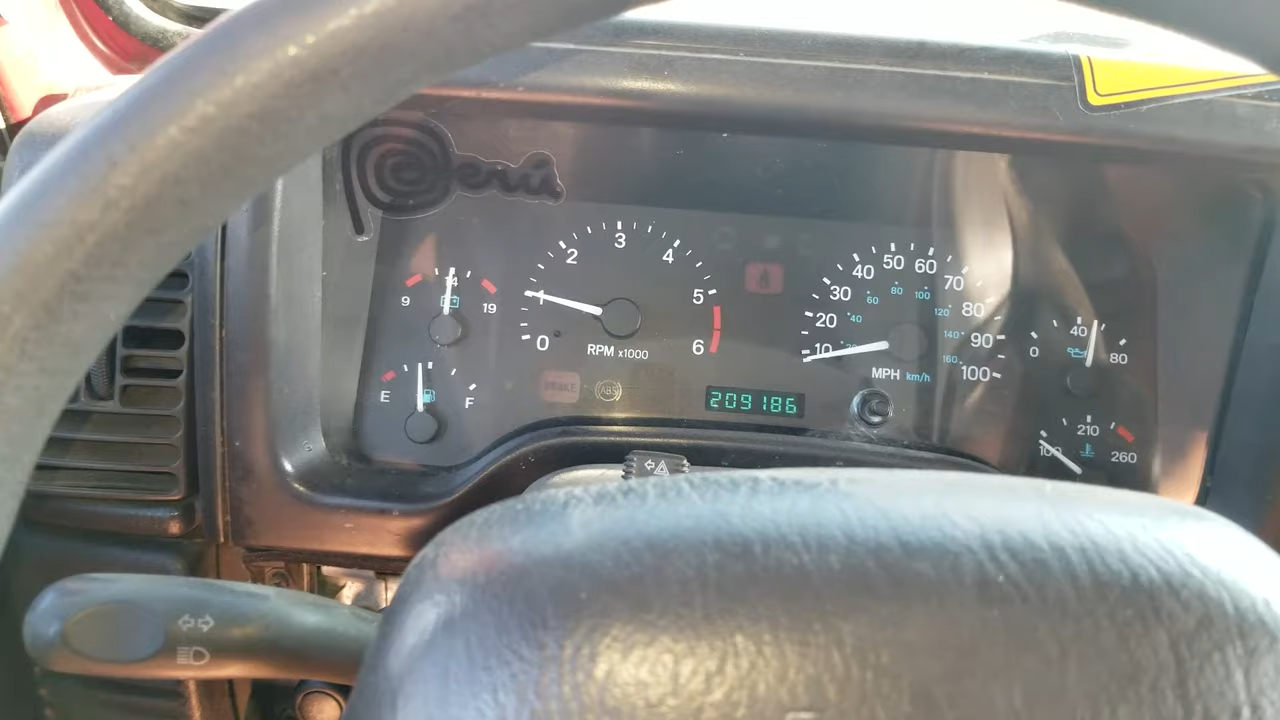 Perú
9 14 19
E F
0 1 2 3 4 5 6
RPM x1000
BRAKE
ABS
209186
10 20 30 40 50 60 70 80 90 100
20 40 60 80 100 120 140 160
MPH km/h
0 40 80
100 210 260